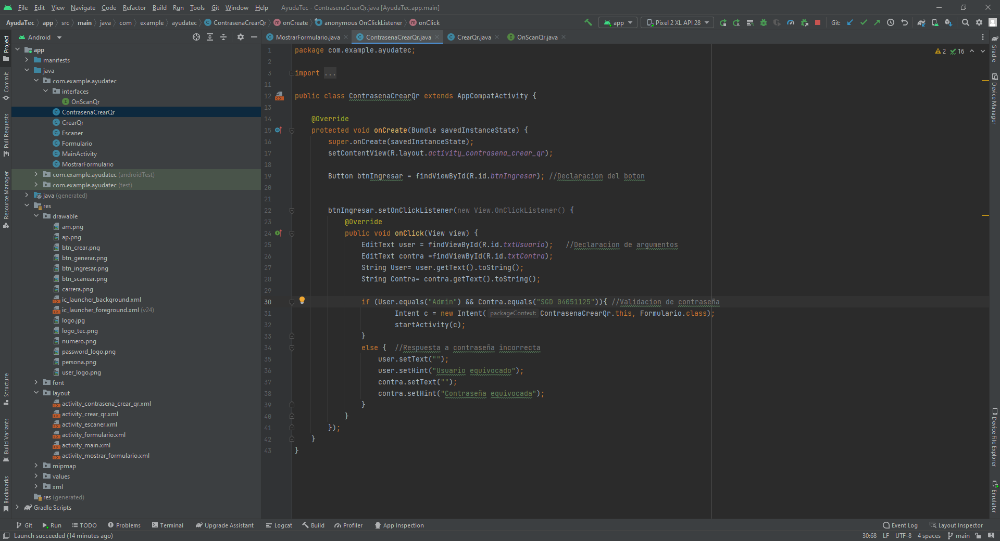 File Edit View Navigate Code Refactor Build Run Tools Git Window Help AyudaTec - ContrasenaCrearQr.java [AyudaTec.app.main]
AyudaTec app src main java com example ayudatec ContrasenaCrearQr onCreate anonymous OnClickListener onClick app Pixel 2 XL API 28 Git:
Project
Commit
Pull Requests
Resource Manager
Structure
Build Variants
Bookmarks
Android
app
manifests
java
com.example.ayudatec
interfaces
OnScanQr
ContrasenaCrearQr
CrearQr
Escaner
Formulario
MainActivity
MostrarFormulario
com.example.ayudatec (androidTest)
com.example.ayudatec (test)
java (generated)
res
drawable
am.png
ap.png
btn_crear.png
btn_generar.png
btn_ingresar.png
btn_scanear.png
carrera.png
ic_launcher_background.xml
ic_launcher_foreground.xml (v24)
logo.jpg
logo_tec.png
numero.png
password_logo.png
persona.png
user_logo.png
font
layout
activity_contrasena_crear_qr.xml
activity_crear_qr.xml
activity_escaner.xml
activity_formulario.xml
activity_main.xml
activity_mostrar_formulario.xml
mipmap
values
xml
res (generated)
Gradle Scripts
MostrarFormulario.java ContrasenaCrearQr.java CrearQr.java OnScanQr.java
2 16
1 package com.example.ayudatec;
2
3 import ...
11
12 public class ContrasenaCrearQr extends AppCompatActivity {
13
14 @Override
15 protected void onCreate(Bundle savedInstanceState) {
16 super.onCreate(savedInstanceState);
17 setContentView(R.layout.activity_contrasena_crear_qr);
18
19 Button btnIngresar = findViewById(R.id.btnIngresar); //Declaracion del boton
20
21
22 btnIngresar.setOnClickListener(new View.OnClickListener() {
23 @Override
24 public void onClick(View view) {
25 EditText user = findViewById(R.id.txtUsuario); //Declaracion de argumentos
26 EditText contra =findViewById(R.id.txtContra);
27 String User= user.getText().toString();
28 String Contra= contra.getText().toString();
29
30 if (User.equals("Admin") && Contra.equals("SGD 04051125")){ //Validacion de contraseña
31 Intent c = new Intent( packageContext: ContrasenaCrearQr.this, Formulario.class);
32 startActivity(c);
33 }
34 else { //Respuesta a contraseña incorrecta
35 user.setText("");
36 user.setHint("Usuario equivocado");
37 contra.setText("");
38 contra.setHint("Contraseña equivocada");
39 }
40 }
41 });
42 }
43 }
Gradle
Device Manager
Device File Explorer
Emulator
Git Run TODO Problems Terminal Upgrade Assistant Logcat Build Profiler App Inspection Event Log Layout Inspector
Launch succeeded (14 minutes ago) 30:68 LF UTF-8 4 spaces main